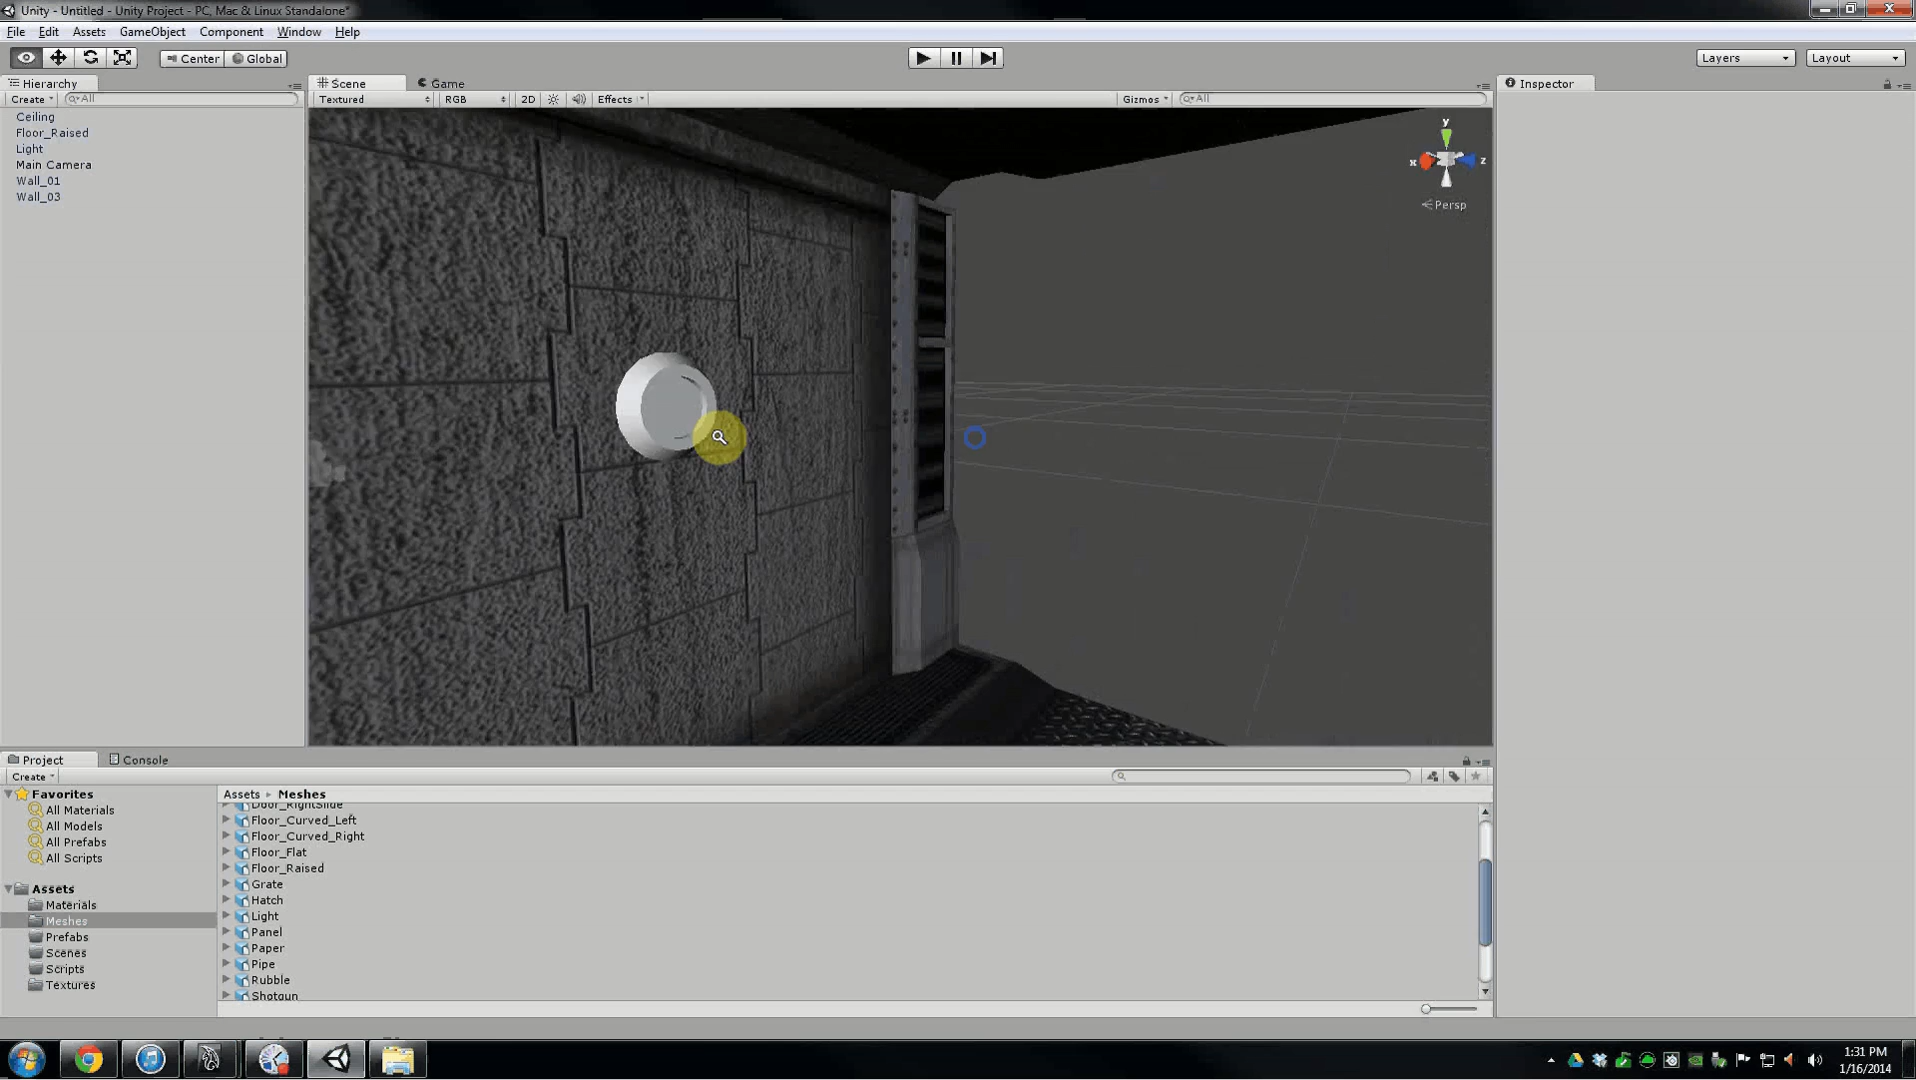 Unity - Untitled - Unity Project - PC, Mac & Linux Standalone*
File Edit Assets GameObject Component Window Help
Center Global Layers Layout
Hierarchy
Create All
Ceiling
Floor_Raised
Light
Main Camera
Wall_01
Wall_03
Scene Game
Textured RGB 2D Effects Gizmos All
y
x z
Persp
Inspector
Project Console
Create
Favorites
All Materials
All Models
All Prefabs
All Scripts
Assets
Materials
Meshes
Prefabs
Scenes
Scripts
Textures
Assets Meshes
Door_RightSlide
Floor_Curved_Left
Floor_Curved_Right
Floor_Flat
Floor_Raised
Grate
Hatch
Light
Panel
Paper
Pipe
Rubble
Shotgun
1:31 PM
1/16/2014